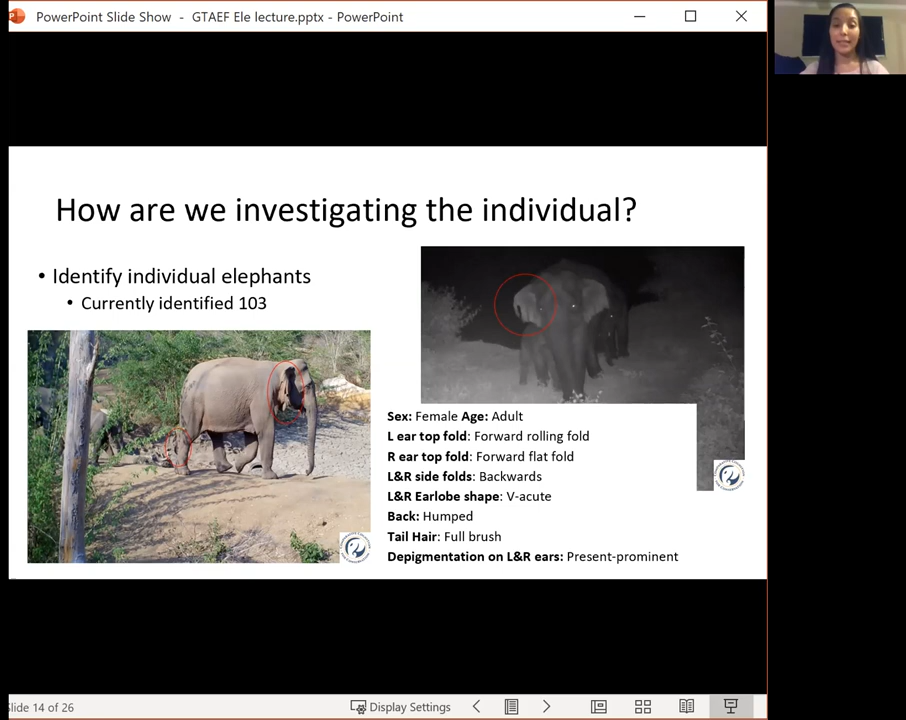 PowerPoint Slide Show - GTAEF Ele lecture.pptx - PowerPoint
How are we investigating the individual?
• Identify individual elephants
• Currently identified 103
Sex: Female Age: Adult
L ear top fold: Forward rolling fold
R ear top fold: Forward flat fold
L&R side folds: Backwards
L&R Earlobe shape: V-acute
Back: Humped
Tail Hair: Full brush
Depigmentation on L&R ears: Present-prominent
Slide 14 of 26
Display Settings